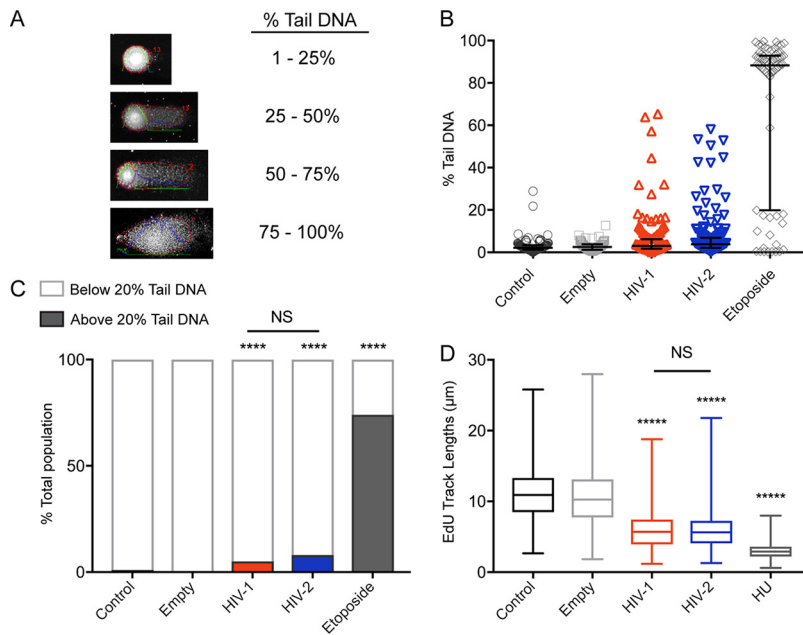 A
% Tail DNA
1 - 25%
25 - 50%
50 - 75%
75 - 100%
B
% Tail DNA
100
80
60
40
20
0
Control
Empty
HIV-1
HIV-2
Etoposide
C
Below 20% Tail DNA
Above 20% Tail DNA
NS
**** **** ****
% Total population
100
50
0
Control
Empty
HIV-1
HIV-2
Etoposide
D
NS
EdU Track Lengths (µm)
30
20
10
0
*****
*****
*****
Control
Empty
HIV-1
HIV-2
HU